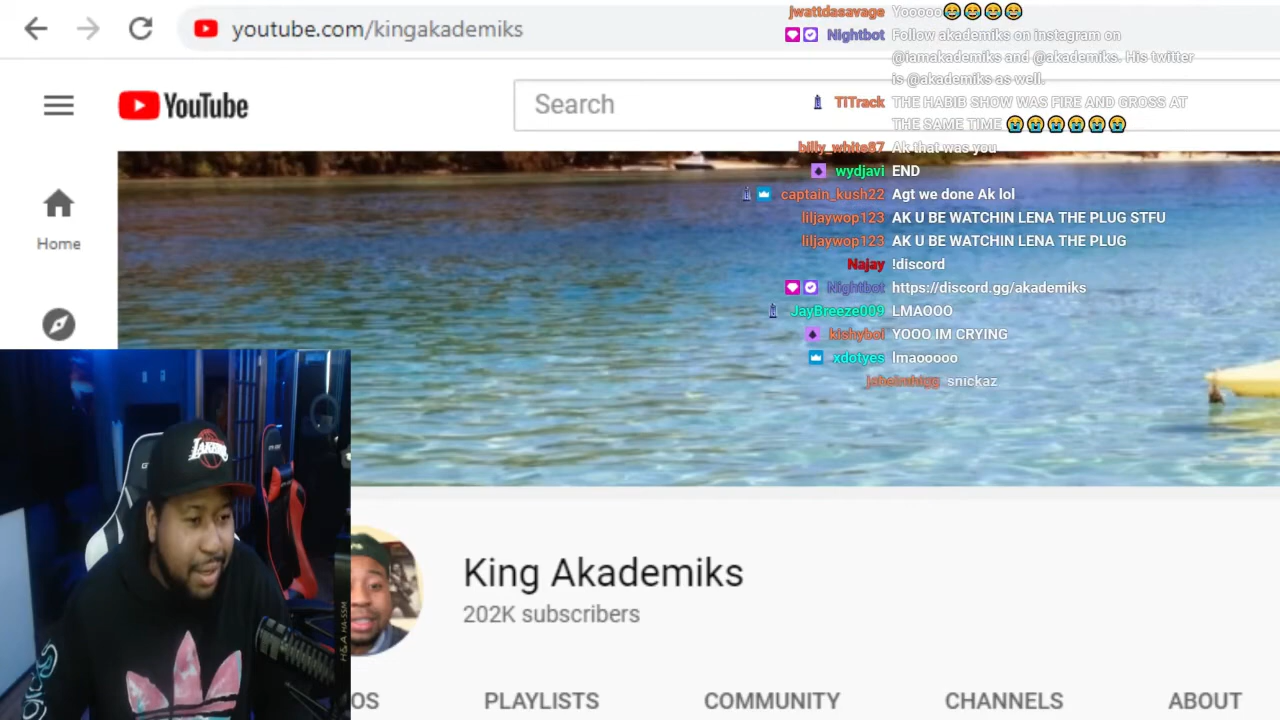 youtube.com/kingakademiks
jwattdasavage Yooooo😂😂😂😂
Nightbot Follow akademiks on instagram on
@iamakademiks and @akademiks. His twitter
is @akademiks as well.
YouTube
Search
TITrack THE HABIB SHOW WAS FIRE AND GROSS AT
THE SAME TIME 😭😭😭😭😭😭
billy_white87 Ak that was you
wydjavi END
captain_kush22 Agt we done Ak lol
liljaywop123 AK U BE WATCHIN LENA THE PLUG STFU
liljaywop123 AK U BE WATCHIN LENA THE PLUG
Najay !discord
Nightbot https://discord.gg/akademiks
JayBreeze009 LMAOOO
kishyboi YOOO IM CRYING
xdotyes lmaooooo
snickaz
Home
LAKERS
King Akademiks
202K subscribers
OS PLAYLISTS COMMUNITY CHANNELS ABOUT